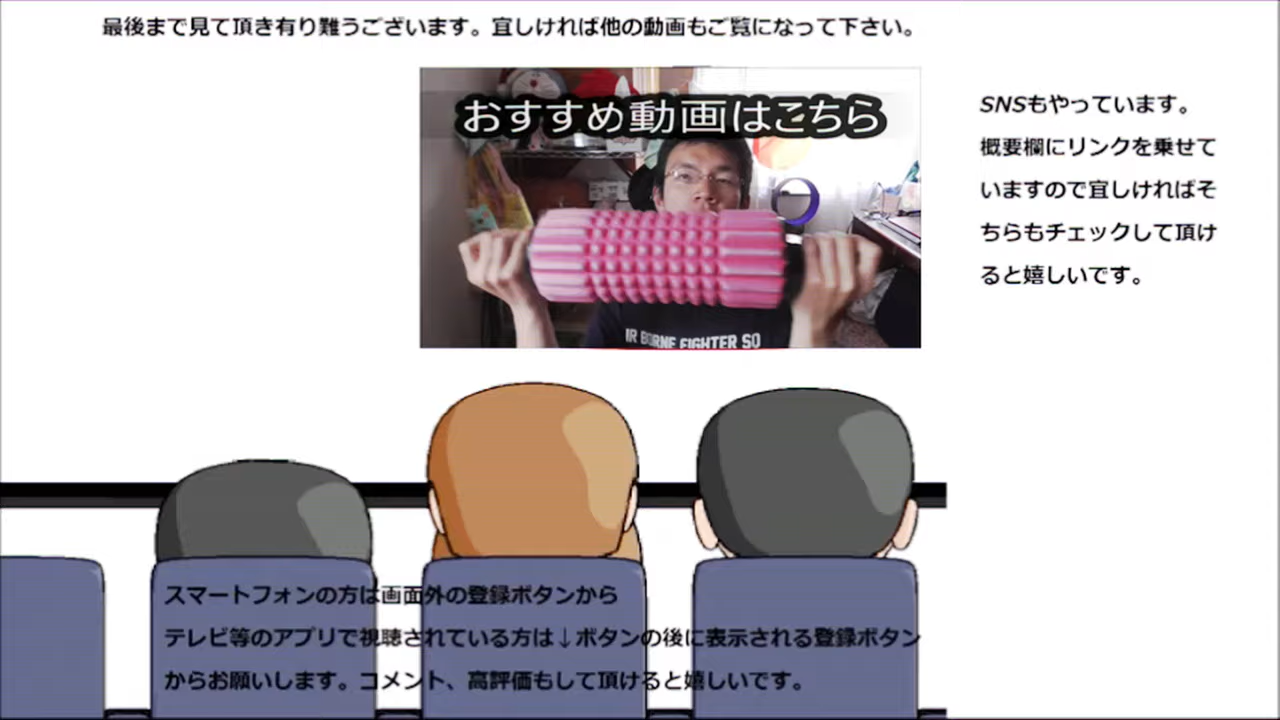 最後まで見て頂き有り難うございます。宜しければ他の動画もご覧になって下さい。
おすすめ動画はこちら
IR BORNE FIGHTER SO
SNSもやっています。
概要欄にリンクを乗せて
いますので宜しければそ
ちらもチェックして頂け
ると嬉しいです。
スマートフォンの方は画面外の登録ボタンから
テレビ等のアプリで視聴されている方は↓ボタンの後に表示される登録ボタン
からお願いします。コメント、高評価もして頂けると嬉しいです。